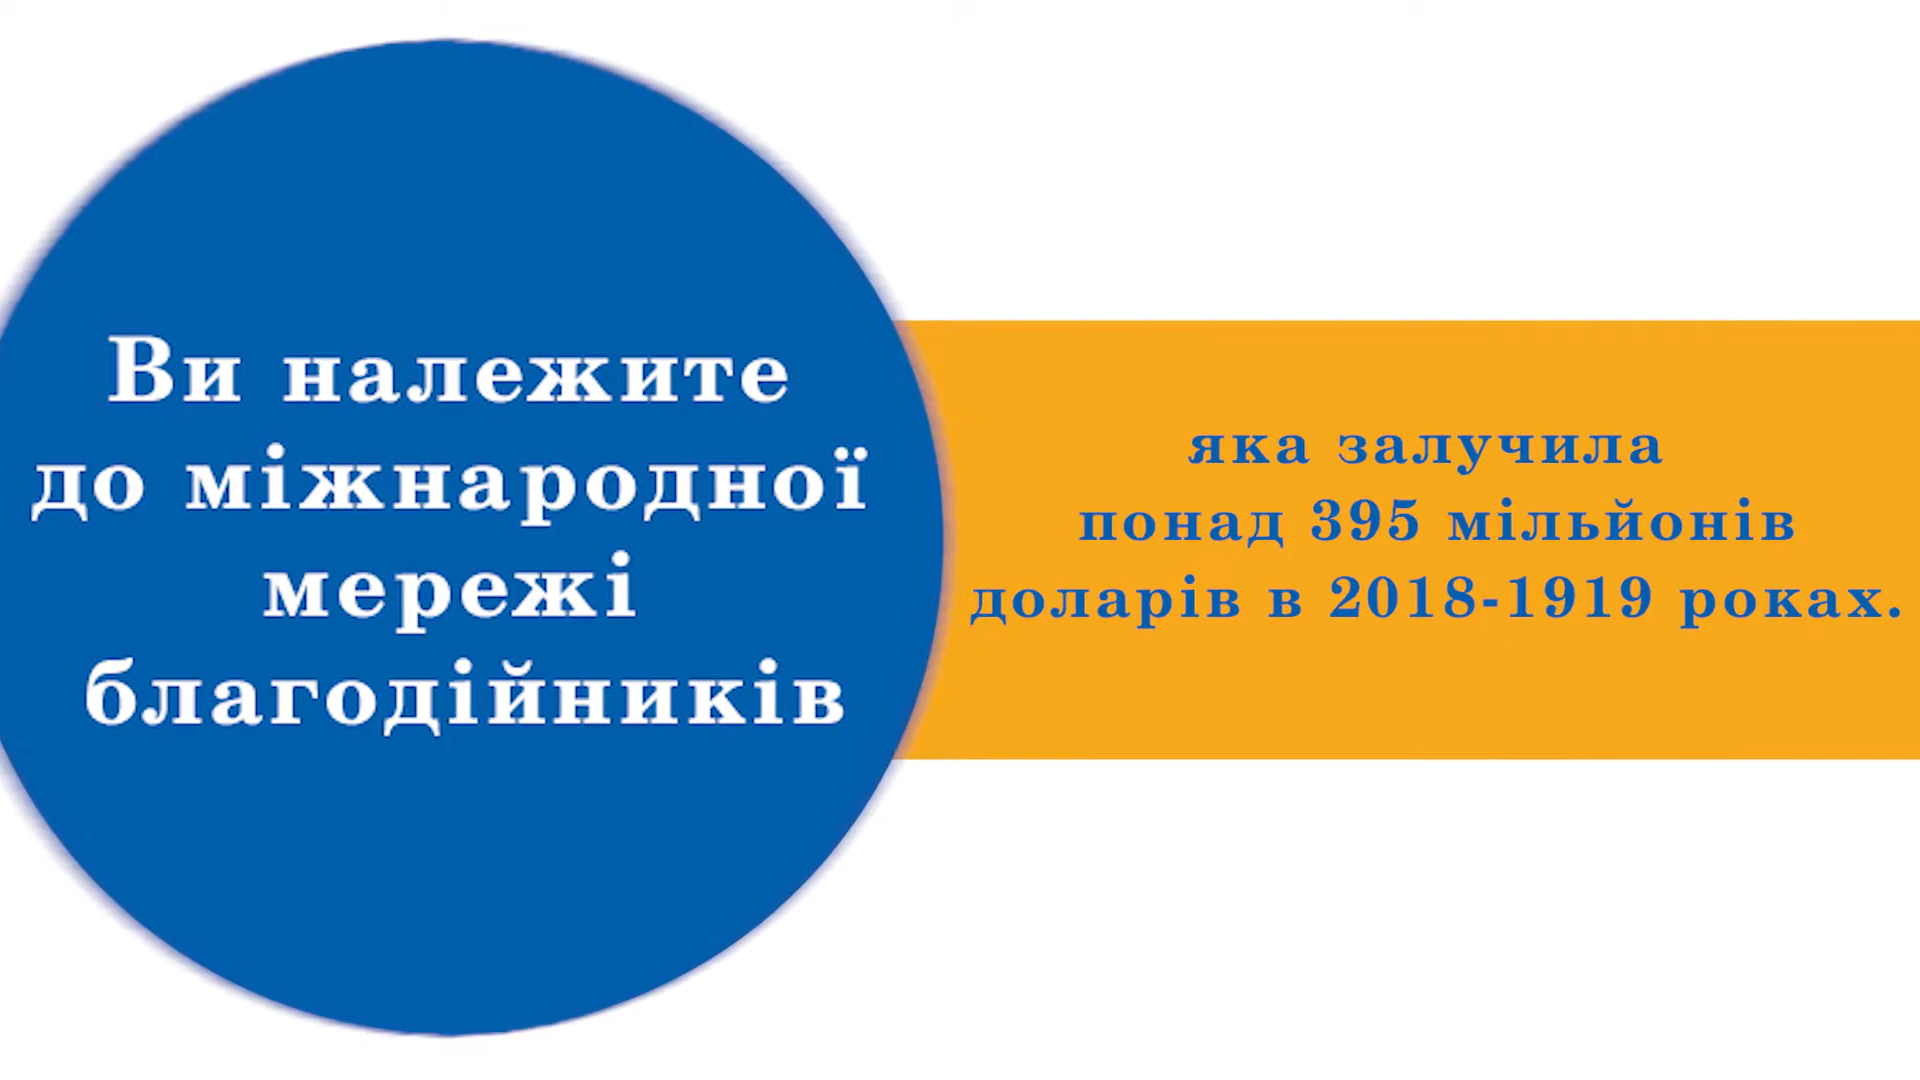 Ви належите
до міжнародної
мережі
благодійників
яка залучила
понад 395 мільйонів
доларів в 2018-1919 роках.